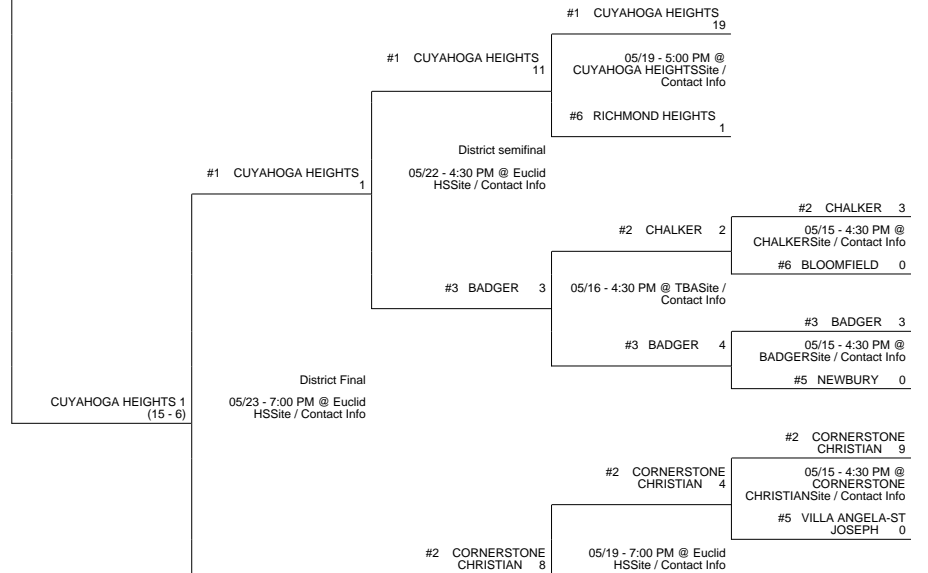 #1 CUYAHOGA HEIGHTS
19
05/19 - 5:00 PM @
CUYAHOGA HEIGHTSSite /
Contact Info
#6 RICHMOND HEIGHTS
1
#1 CUYAHOGA HEIGHTS
11
District semifinal
05/22 - 4:30 PM @ Euclid
HSSite / Contact Info
#1 CUYAHOGA HEIGHTS
1
#2 CHALKER 3
05/15 - 4:30 PM @
CHALKERSite / Contact Info
#6 BLOOMFIELD 0
#2 CHALKER 2
05/16 - 4:30 PM @ TBASite /
Contact Info
#3 BADGER 3
#3 BADGER 3
05/15 - 4:30 PM @
BADGERSite / Contact Info
#5 NEWBURY 0
#3 BADGER 4
District Final
05/23 - 7:00 PM @ Euclid
HSSite / Contact Info
CUYAHOGA HEIGHTS 1
(15 - 6)
#2 CORNERSTONE
CHRISTIAN 9
05/15 - 4:30 PM @
CORNERSTONE
CHRISTIANSite / Contact Info
#5 VILLA ANGELA-ST
JOSEPH 0
#2 CORNERSTONE
CHRISTIAN 4
05/19 - 7:00 PM @ Euclid
HSSite / Contact Info
#2 CORNERSTONE
CHRISTIAN 8